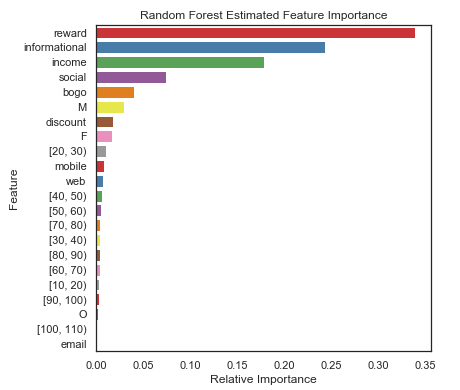 Random Forest Estimated Feature Importance
reward
informational
income
social
bogo
M
discount
F
[20, 30)
mobile
web
[40, 50)
[50, 60)
[70, 80)
[30, 40)
[80, 90)
[60, 70)
[10, 20)
[90, 100)
O
[100, 110)
email
Feature
0.00 0.05 0.10 0.15 0.20 0.25 0.30 0.35
Relative Importance